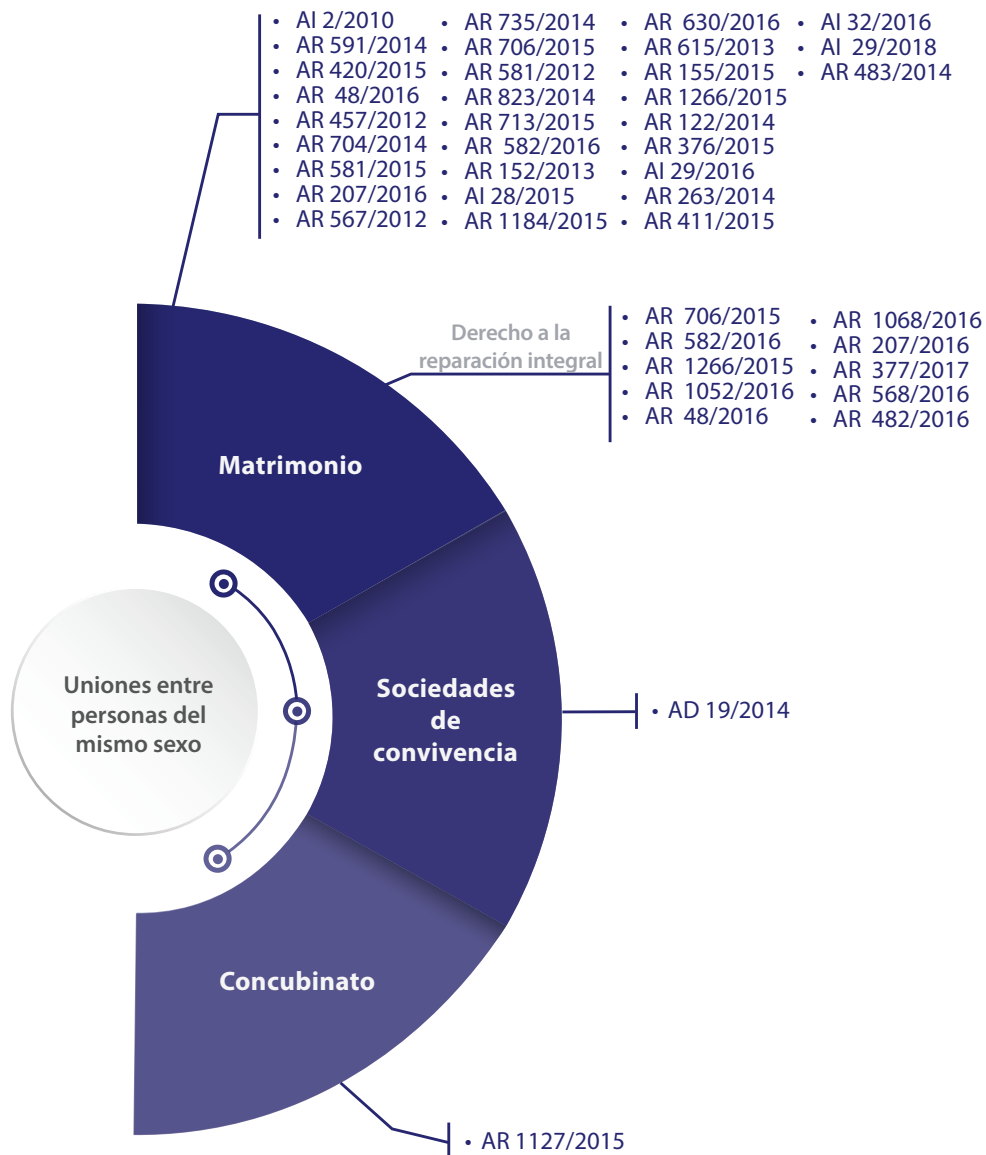 • AI 2/2010
• AR 591/2014
• AR 420/2015
• AR 48/2016
• AR 457/2012
• AR 704/2014
• AR 581/2015
• AR 207/2016
• AR 567/2012
• AR 735/2014
• AR 706/2015
• AR 581/2012
• AR 823/2014
• AR 713/2015
• AR 582/2016
• AR 152/2013
• AI 28/2015
• AR 1184/2015
• AR 630/2016
• AR 615/2013
• AR 155/2015
• AR 1266/2015
• AR 122/2014
• AR 376/2015
• AI 29/2016
• AR 263/2014
• AR 411/2015
• AI 32/2016
• AI 29/2018
• AR 483/2014
Derecho a la
reparación integral
• AR 706/2015
• AR 582/2016
• AR 1266/2015
• AR 1052/2016
• AR 48/2016
• AR 1068/2016
• AR 207/2016
• AR 377/2017
• AR 568/2016
• AR 482/2016
Matrimonio
Uniones entre
personas del
mismo sexo
Sociedades
de
convivencia
• AD 19/2014
Concubinato
• AR 1127/2015